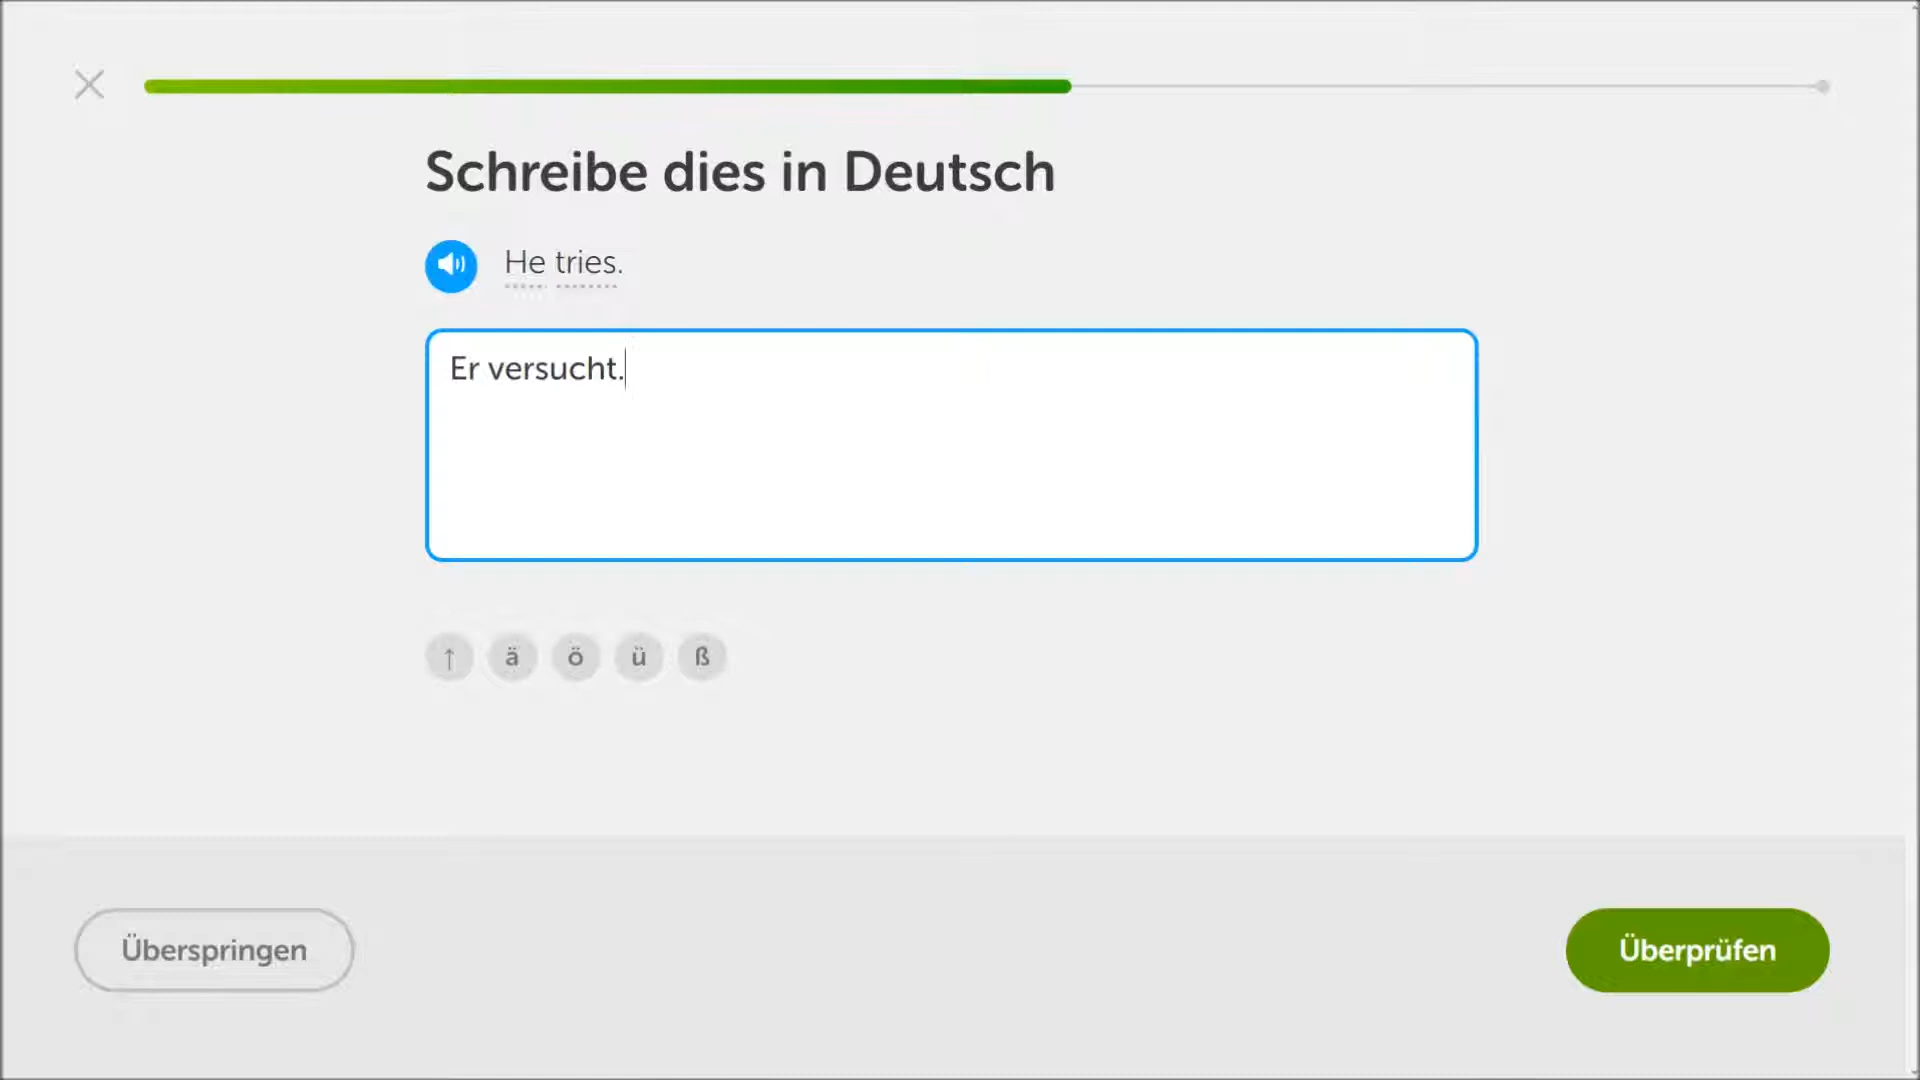 Schreibe dies in Deutsch
He tries.
Er versucht.
↑ ä ö ü ß
Überspringen
Überprüfen